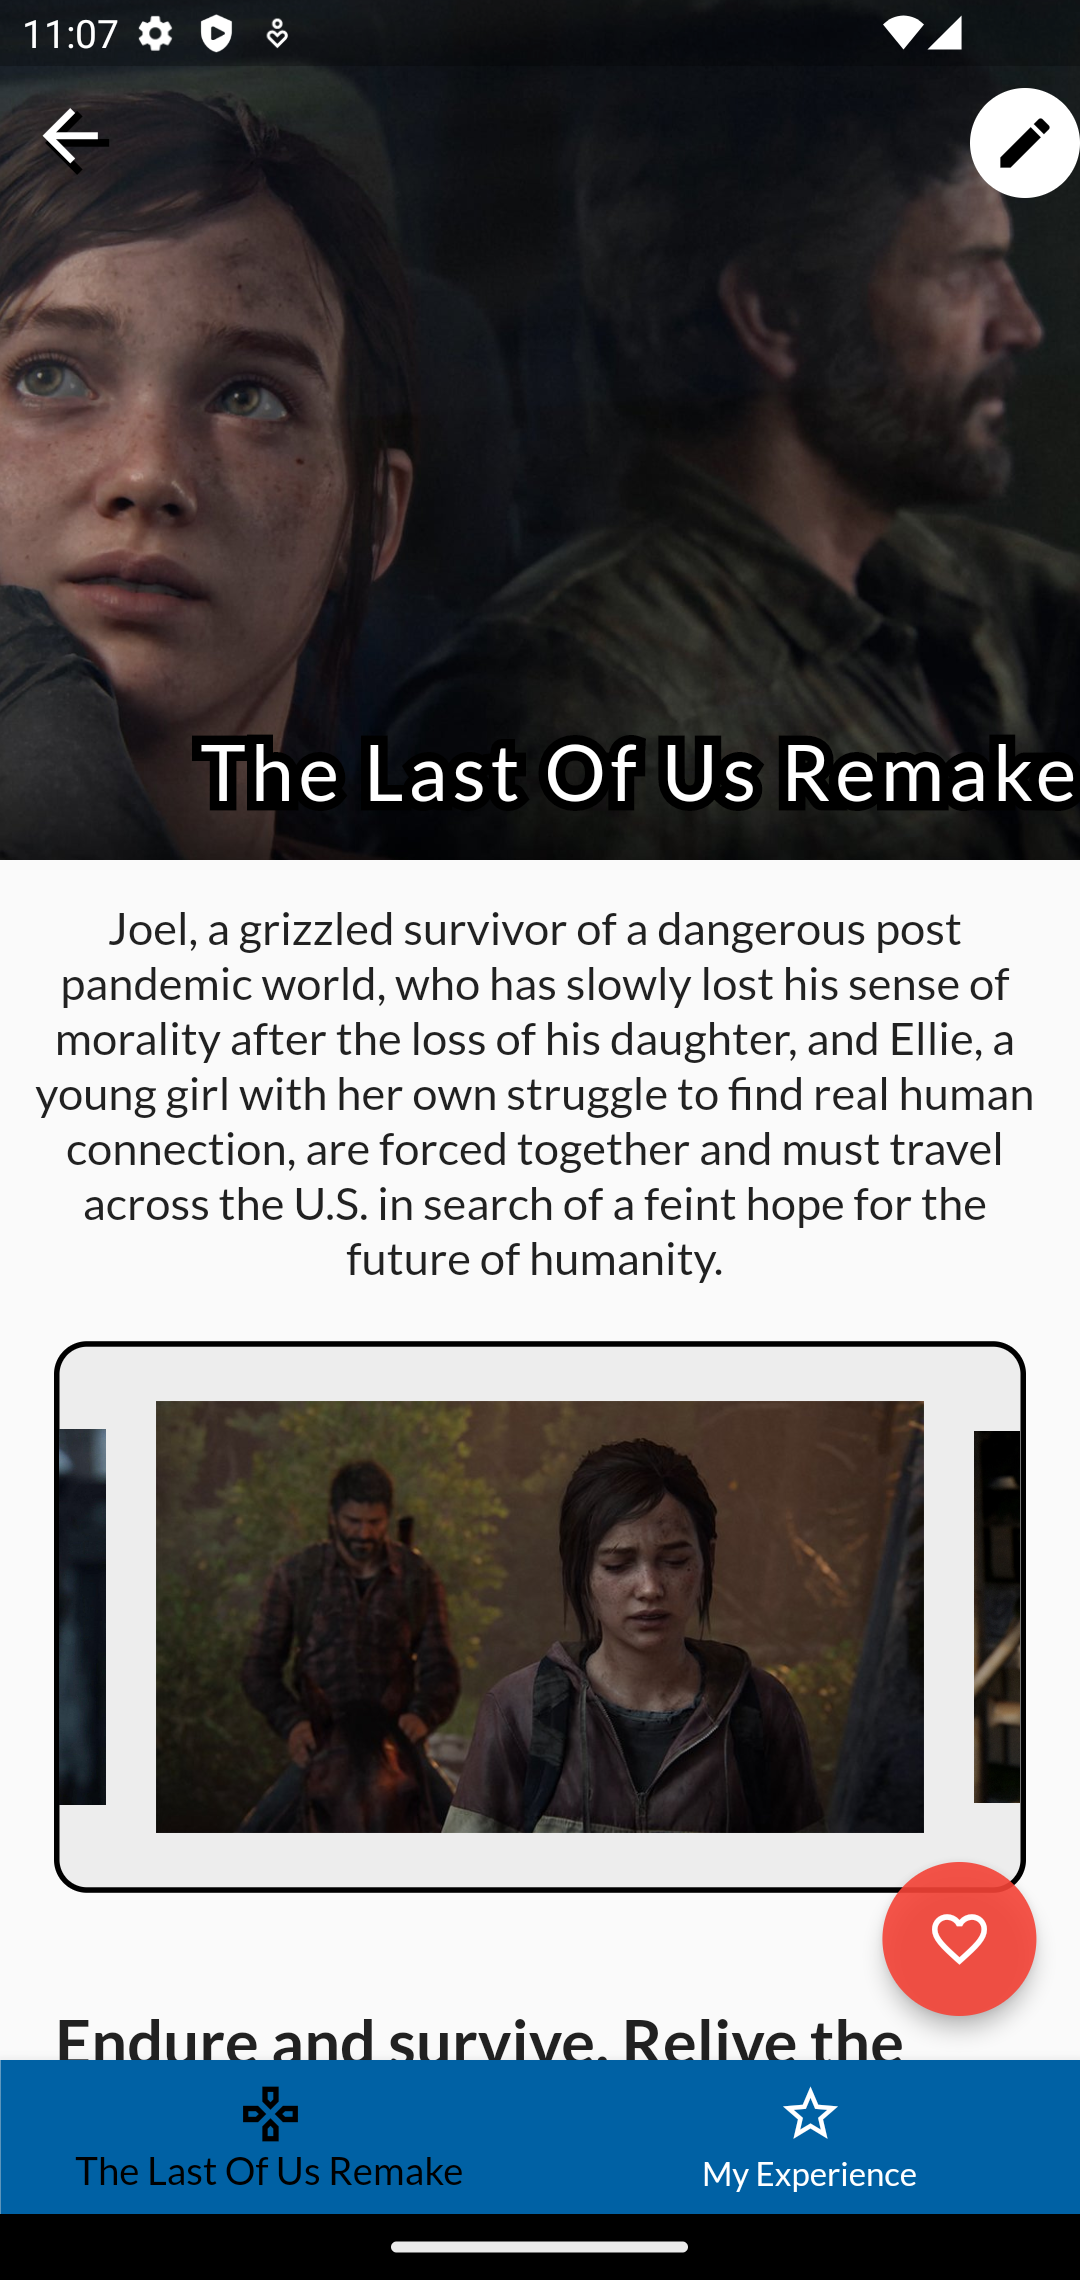 11:07
The Last Of Us Remake
Joel, a grizzled survivor of a dangerous post
pandemic world, who has slowly lost his sense of
morality after the loss of his daughter, and Ellie, a
young girl with her own struggle to find real human
connection, are forced together and must travel
across the U.S. in search of a feint hope for the
future of humanity.
Endure and survive. Relive the
The Last Of Us Remake
My Experience